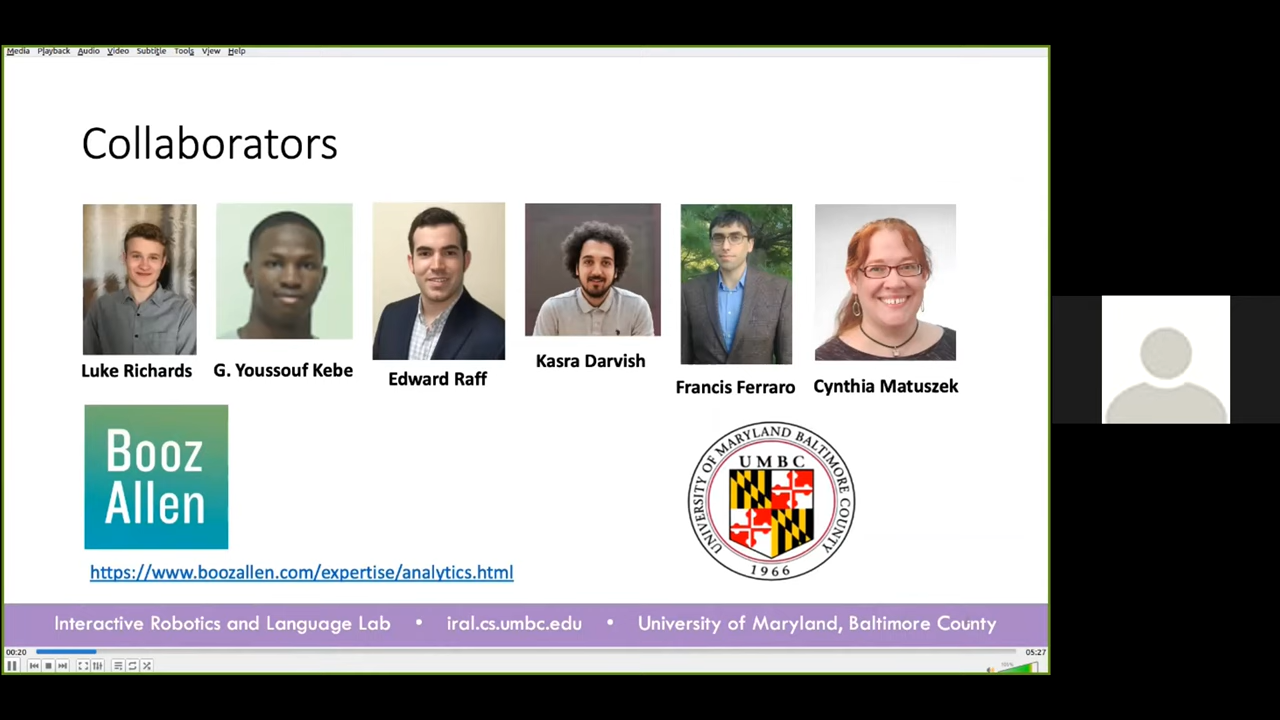 Media Playback Audio Video Subtitle Tools View Help
Collaborators
Luke Richards
G. Youssouf Kebe
Edward Raff
Kasra Darvish
Francis Ferraro
Cynthia Matuszek
Booz
Allen
UNIVERSITY OF MARYLAND BALTIMORE COUNTY
UMBC
1966
https://www.boozallen.com/expertise/analytics.html
Interactive Robotics and Language Lab • iral.cs.umbc.edu • University of Maryland, Baltimore County
00:20
05:27